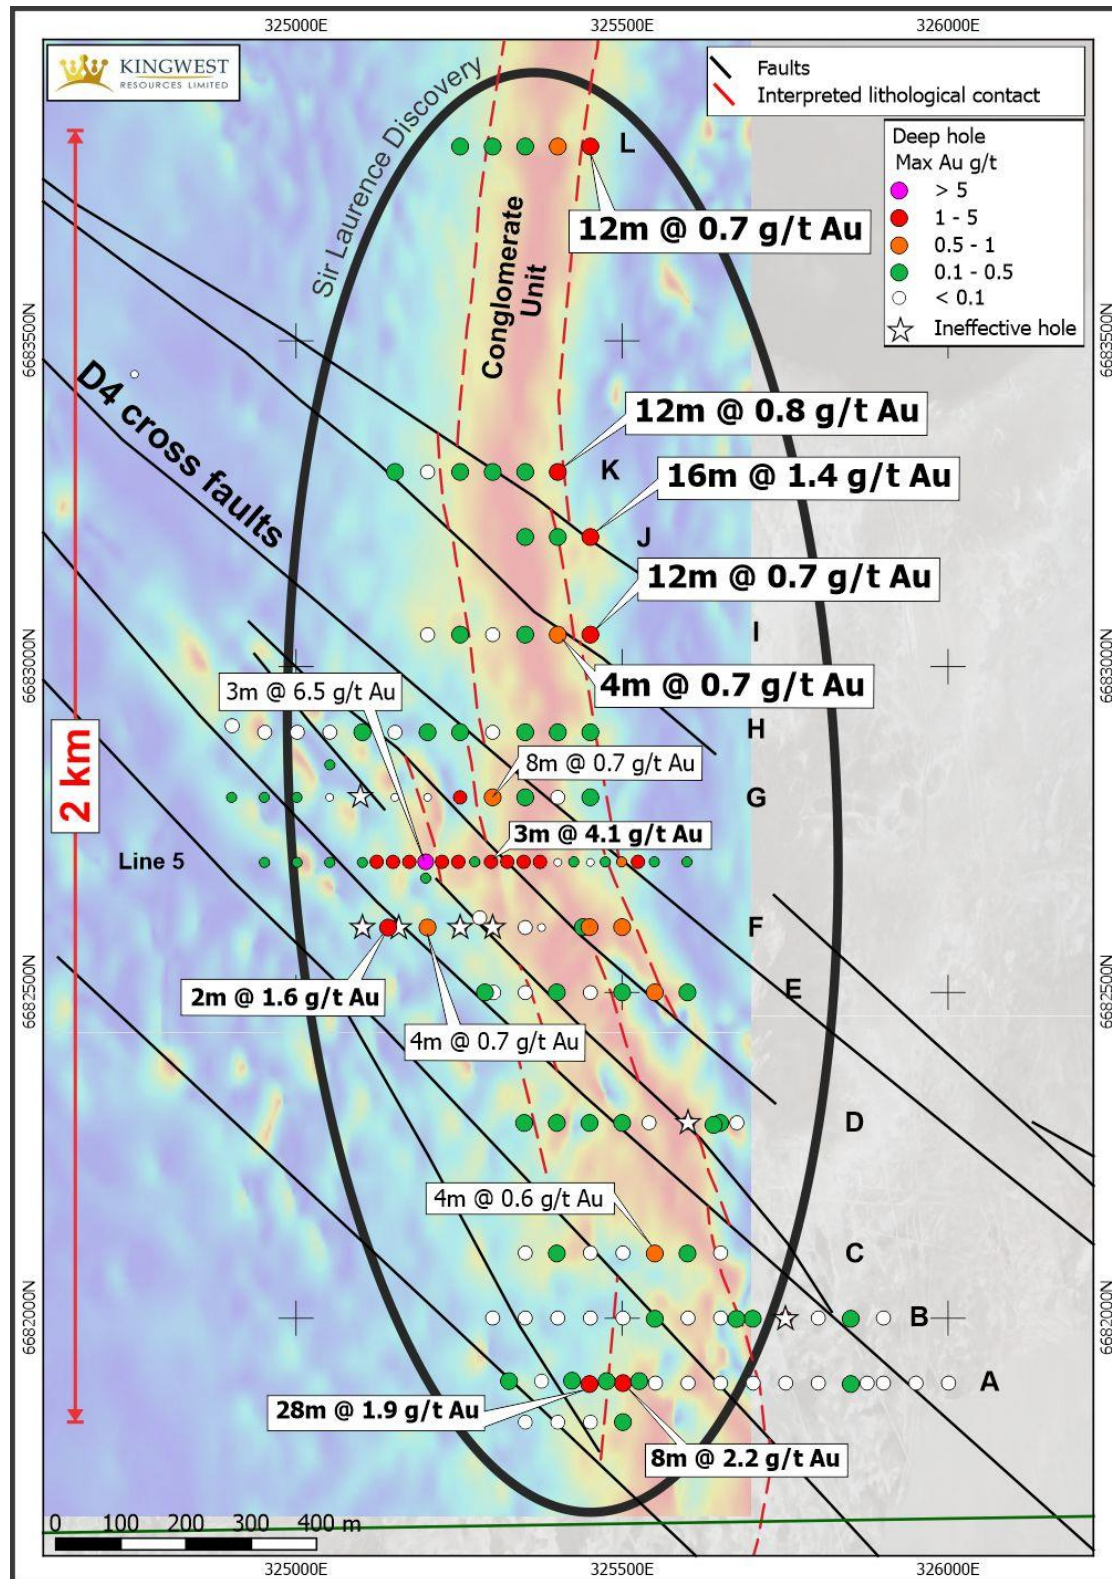 325000E
325500E
326000E
KINGWEST
RESOURCES LIMITED
Faults
Interpreted lithological contact
Deep hole
Max Au g/t
> 5
1 - 5
0.5 - 1
0.1 - 0.5
< 0.1
Ineffective hole
Sir Laurence Discovery
L
12m @ 0.7 g/t Au
Conglomerate
Unit
6683500N
6683500N
D4 cross faults
12m @ 0.8 g/t Au
K
16m @ 1.4 g/t Au
J
12m @ 0.7 g/t Au
I
6683000N
6683000N
4m @ 0.7 g/t Au
3m @ 6.5 g/t Au
H
8m @ 0.7 g/t Au
2 km
G
3m @ 4.1 g/t Au
Line 5
F
2m @ 1.6 g/t Au
E
6682500N
6682500N
4m @ 0.7 g/t Au
D
4m @ 0.6 g/t Au
C
B
6682000N
6682000N
A
28m @ 1.9 g/t Au
8m @ 2.2 g/t Au
0 100 200 300 400 m
325000E
325500E
326000E